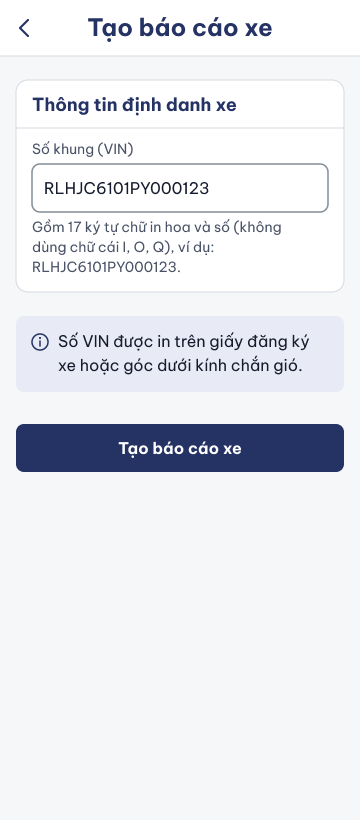 Tạo báo cáo xe
Thông tin định danh xe
Số khung (VIN)
RLHJC6101PY000123
Gồm 17 ký tự chữ in hoa và số (không
dùng chữ cái I, O, Q), ví dụ:
RLHJC6101PY000123.
Số VIN được in trên giấy đăng ký
xe hoặc góc dưới kính chắn gió.
Tạo báo cáo xe